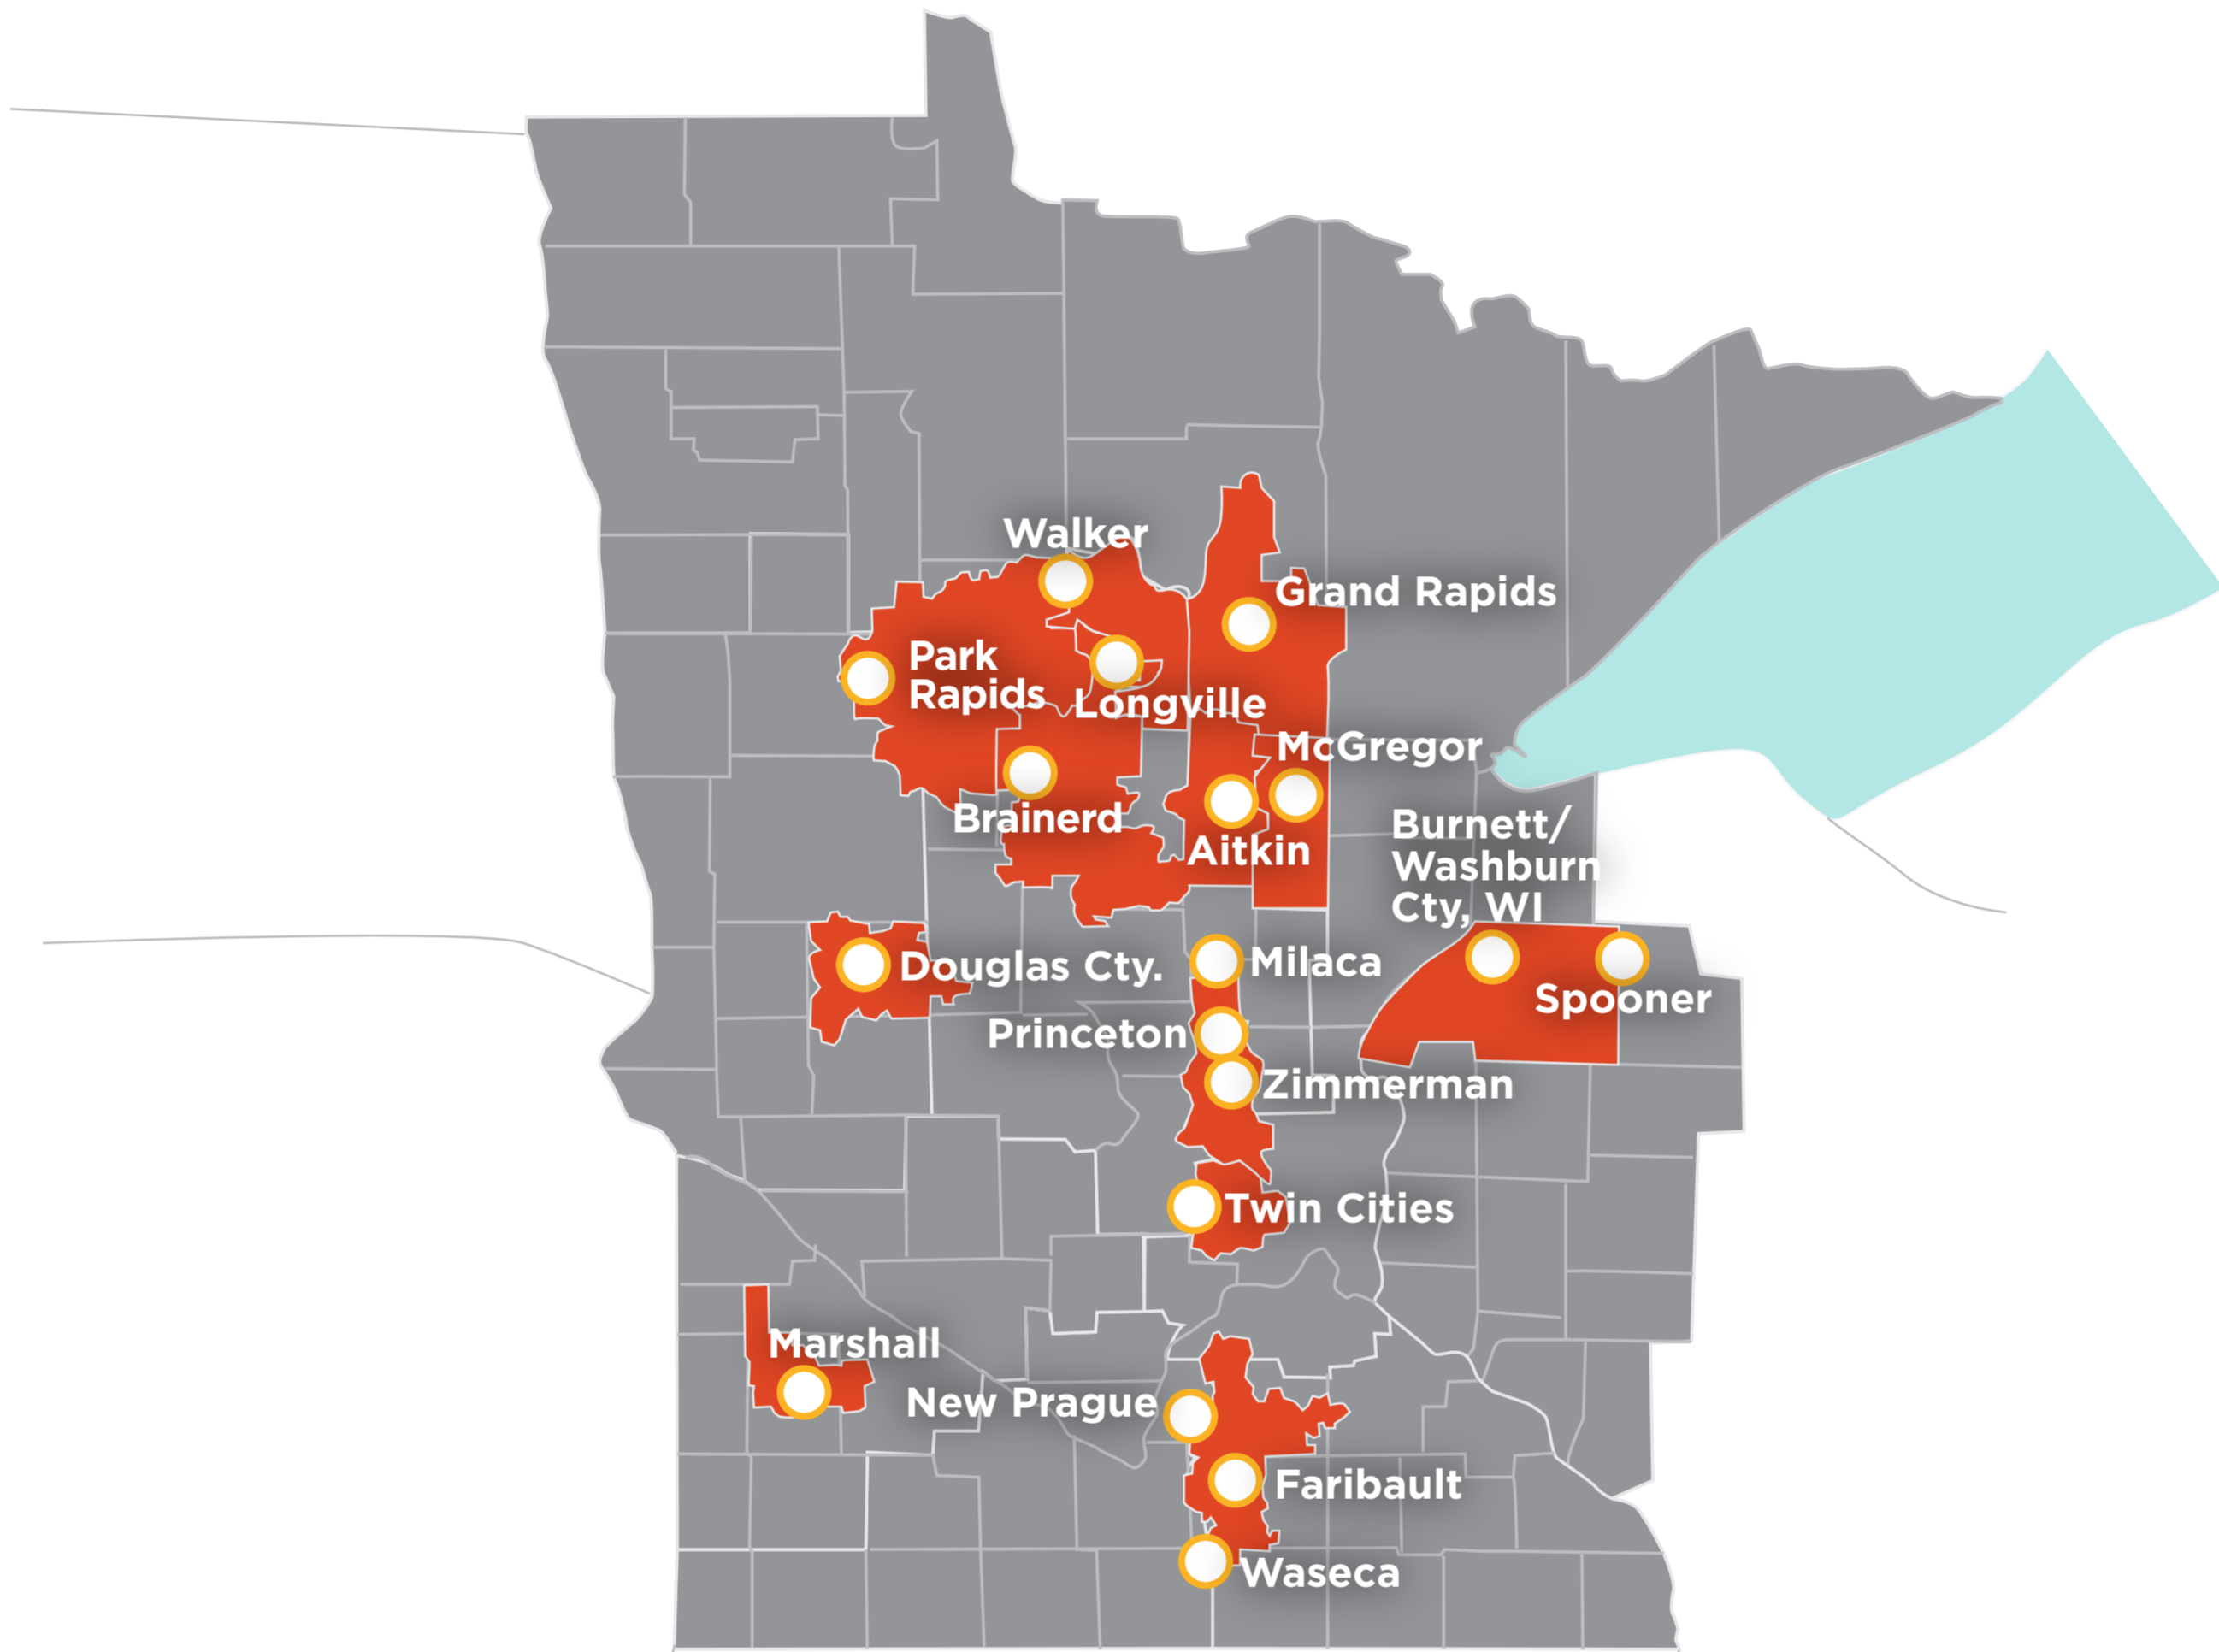 Walker
Grand Rapids
Park
Rapids
Longville
McGregor
Brainerd
Aitkin
Burnett/
Washburn
Cty, WI
Douglas Cty.
Milaca
Spooner
Princeton
Zimmerman
Twin Cities
Marshall
New Prague
Faribault
Waseca